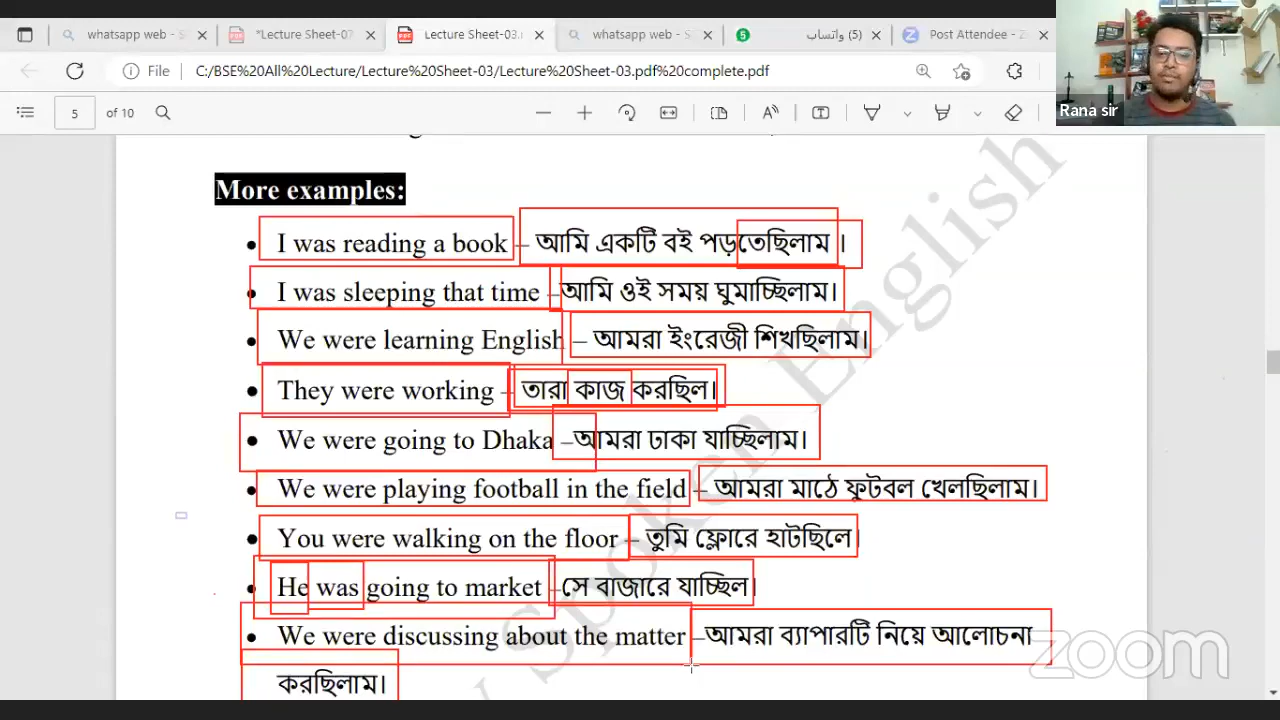 whatsapp web - S
*Lecture Sheet-07
Lecture Sheet-03.
whatsapp web - S
5
واتساب (5)
Post Attendee - Z
File C:/BSE%20All%20Lecture/Lecture%20Sheet-03/Lecture%20Sheet-03.pdf%20complete.pdf
5 of 10
Rana sir
More examples:
• I was reading a book – আমি একটি বই পড়তেছিলাম ।
• I was sleeping that time – আমি ওই সময় ঘুমাচ্ছিলাম।
• We were learning English – আমরা ইংরেজী শিখছিলাম।
• They were working – তারা কাজ করছিল।
• We were going to Dhaka –আমরা ঢাকা যাচ্ছিলাম।
• We were playing football in the field – আমরা মাঠে ফুটবল খেলছিলাম।
• You were walking on the floor – তুমি ফ্লোরে হাটছিলে।
• He was going to market –সে বাজারে যাচ্ছিল।
• We were discussing about the matter –আমরা ব্যাপারটি নিয়ে আলোচনা
করছিলাম।
English
zoom